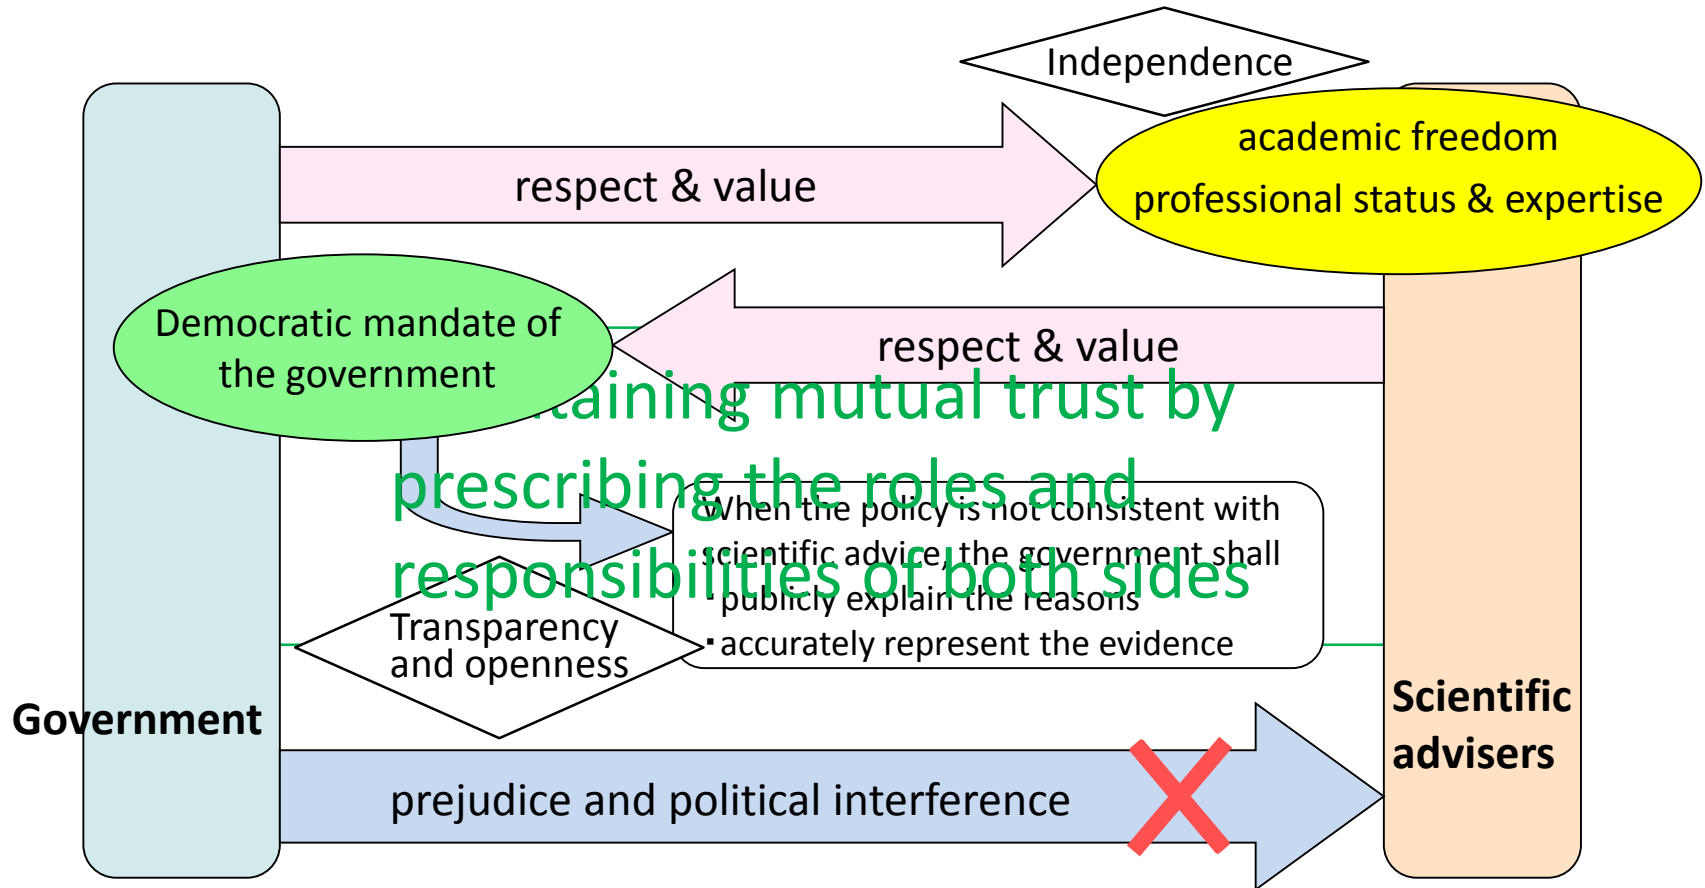 Independence
academic freedom
professional status & expertise
respect & value
Democratic mandate of
the government
respect & value
mutual trust by
prescribing the roles and
responsibilities of both sides
When the policy is not consistent with
scientific advice, the government shall
▪publicly explain the reasons
▪accurately represent the evidence
Transparency
and openness
Government
Scientific
advisers
prejudice and political interference